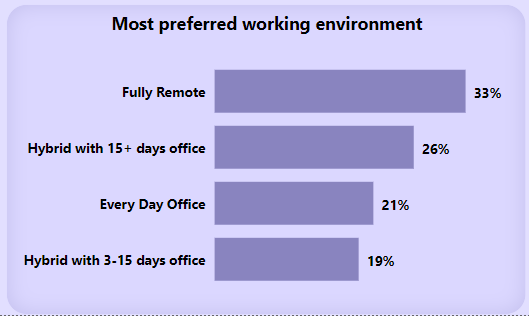 Most preferred working environment
Fully Remote 33%
Hybrid with 15+ days office 26%
Every Day Office 21%
Hybrid with 3-15 days office 19%